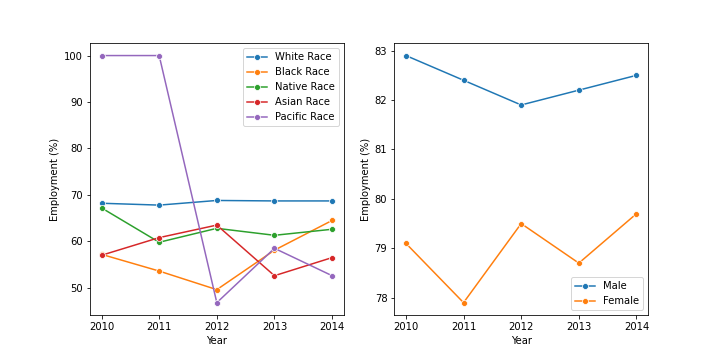 100
90
80
70
60
50
Employment (%)
2010 2011 2012 2013 2014
Year
White Race
Black Race
Native Race
Asian Race
Pacific Race
83
82
81
80
79
78
Employment (%)
2010 2011 2012 2013 2014
Year
Male
Female